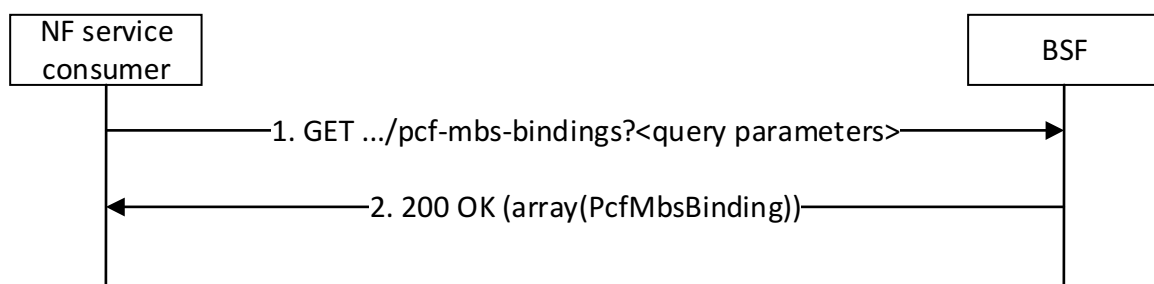 NF service
consumer
BSF
1. GET .../pcf-mbs-bindings?<query parameters>
2. 200 OK (array(PcfMbsBinding))